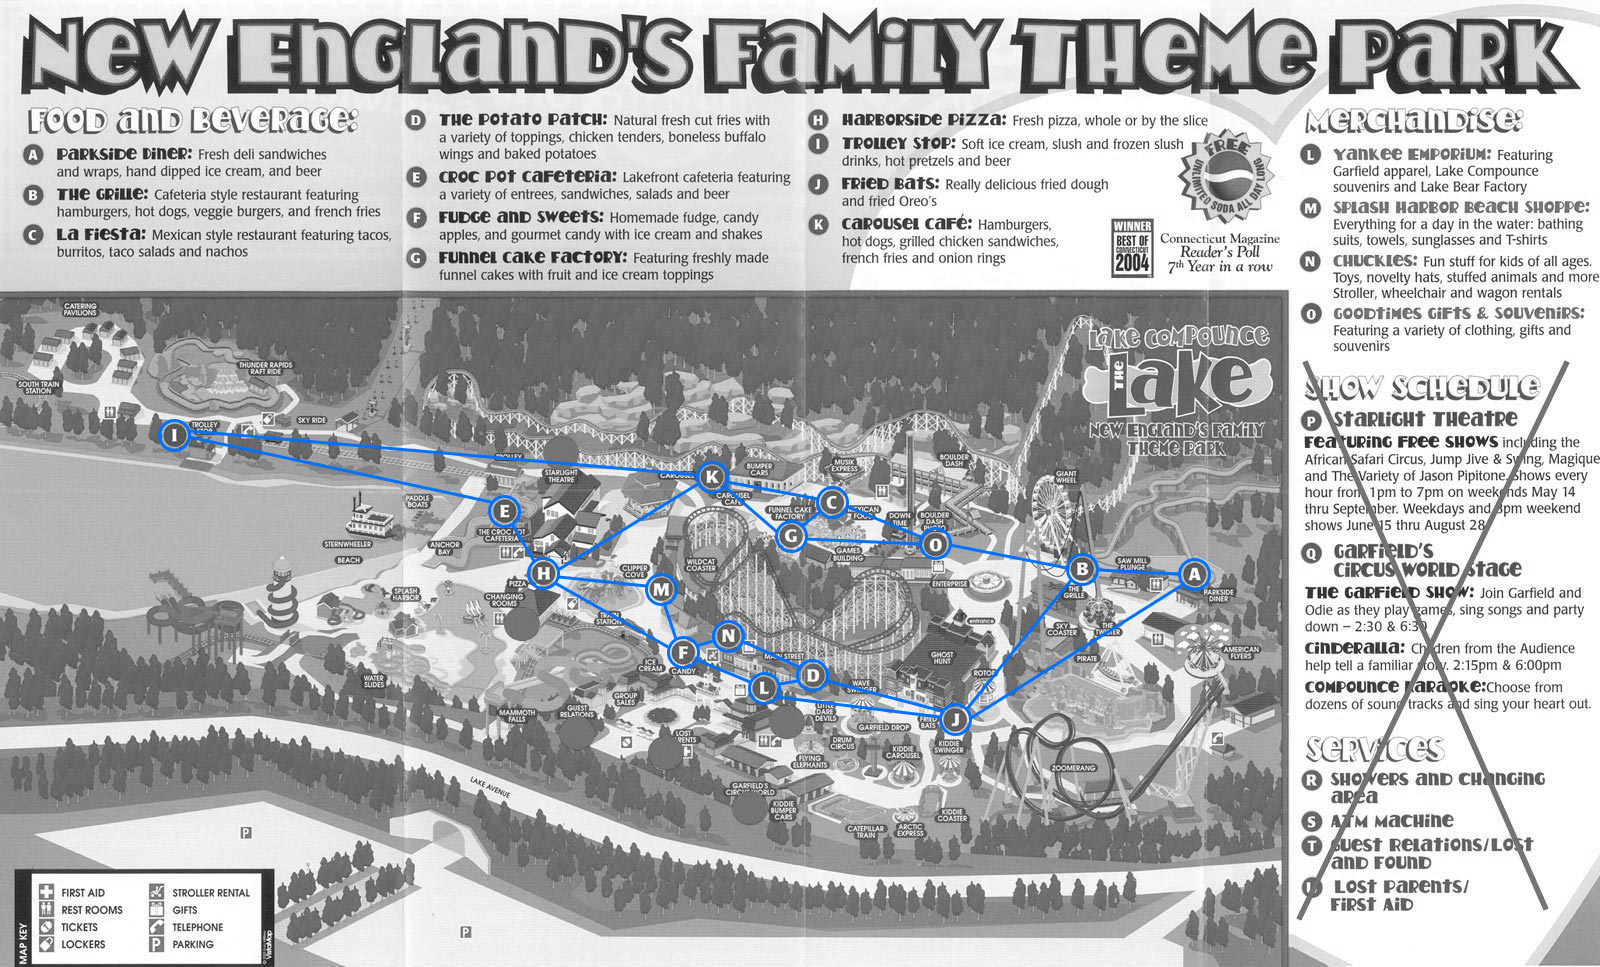 New England's Family Theme Park
Food and Beverage:
A Parkside Diner: Fresh deli sandwiches
and wraps, hand dipped ice cream, and beer
B The Grille: Cafeteria style restaurant featuring
hamburgers, hot dogs, veggie burgers, and french fries
C La Fiesta: Mexican style restaurant featuring tacos,
burritos, taco salads and nachos
D The Potato Patch: Natural fresh cut fries with
a variety of toppings, chicken tenders, boneless buffalo
wings and baked potatoes
E Croc Pot Cafeteria: Lakefront cafeteria featuring
a variety of entrees, sandwiches, salads and beer
F Fudge and Sweets: Homemade fudge, candy
apples, and gourmet candy with ice cream and shakes
G Funnel Cake Factory: Featuring freshly made
funnel cakes with fruit and ice cream toppings
H Harborside Pizza: Fresh pizza, whole or by the slice
I Trolley Stop: Soft ice cream, slush and frozen slush
drinks, hot pretzels and beer
J Fried Bats: Really delicious fried dough
and fried Oreo's
K Carousel Café: Hamburgers,
hot dogs, grilled chicken sandwiches,
french fries and onion rings
FREE
UNLIMITED SODA ALL DAY LONG
WINNER
BEST OF
CONNECTICUT
2004
Connecticut Magazine
Reader's Poll
7th Year in a row
Merchandise:
L Yankee Emporium: Featuring
Garfield apparel, Lake Compounce
souvenirs and Lake Bear Factory
M Splash Harbor Beach Shoppe:
Everything for a day in the water: bathing
suits, towels, sunglasses and T-shirts
N Chuckles: Fun stuff for kids of all ages.
Toys, novelty hats, stuffed animals and more
Stroller, wheelchair and wagon rentals
O Goodtimes Gifts & Souvenirs:
Featuring a variety of clothing, gifts and
souvenirs
Show Schedule
P Starlight Theatre
Featuring Free Shows including the
African Safari Circus, Jump Jive & Swing, Magique
and The Variety of Jason Pipitone. Shows every
hour from 1pm to 7pm on weekends May 14
thru September. Weekdays and 8pm weekend
shows June 15 thru August 28
Q Garfield's
Circus World Stage
The Garfield Show: Join Garfield and
Odie as they play games, sing songs and party
down – 2:30 & 6:30
Cinderalla: Children from the Audience
help tell a familiar story. 2:15pm & 6:00pm
Compounce Karaoke: Choose from
dozens of sound tracks and sing your heart out.
Services
R Showers and Changing
Area
S ATM Machine
T Guest Relations/Lost
and Found
Lost Parents/
First Aid
Lake Compounce
The Lake
New England's Family
Theme Park
CATERING
PAVILIONS
THUNDER RAPIDS
RAFT RIDE
SOUTH TRAIN
STATION
SKY RIDE
I
TROLLEY
STOP
TROLLEY
STARLIGHT
THEATRE
K
CAROUSEL
CAFE
BUMPER
CARS
MUSIK
EXPRESS
BOULDER
DASH
GIANT
WHEEL
PADDLE
BOATS
E
THE CROC POT
CAFETERIA
C
FUNNEL CAKE
FACTORY
MEXICAN
FOOD
DOWN
TIME
BOULDER
DASH
PHOTO
G
GAMES
BUILDING
O
STERNWHEELER
ANCHOR
BAY
BEACH
H
PIZZA
CHANGING
ROOMS
CLIPPER
COVE
M
WILDCAT
COASTER
ENTERPRISE
B
THE
GRILLE
SAW MILL
PLUNGE
A
PARKSIDE
DINER
SPLASH
HARBOR
TRAIN
STATION
entrance
SKY
COASTER
THE
TWISTER
N
F
CANDY
ICE
CREAM
MAIN STREET
GHOST
HUNT
PIRATE
AMERICAN
FLYERS
WATER
SLIDES
L
D
WAVE
SWINGER
ROTOR
GROUP
SALES
GUEST
RELATIONS
MAMMOTH
FALLS
LITTLE
DARE
DEVILS
GARFIELD DROP
FRIED
BATS
J
KIDDIE
SWINGER
LOST
PARENTS
DRUM
CIRCUS
KIDDIE
CAROUSEL
FLYING
ELEPHANTS
ZOOMERANG
LAKE AVENUE
GARFIELD'S
CIRCUS WORLD
KIDDIE
BUMPER
CARS
CATERPILLAR
TRAIN
ARCTIC
EXPRESS
KIDDIE
COASTER
P
P
MAP KEY
FIRST AID
REST ROOMS
TICKETS
LOCKERS
STROLLER RENTAL
GIFTS
TELEPHONE
P PARKING